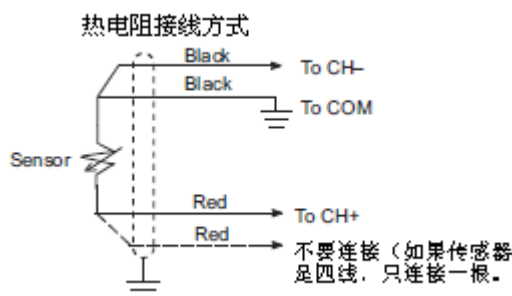 热电阻接线方式
Black
To CH–
Black
To COM
Sensor
Red
To CH+
Red
不要连接（如果传感器
是四线．只连接一根。